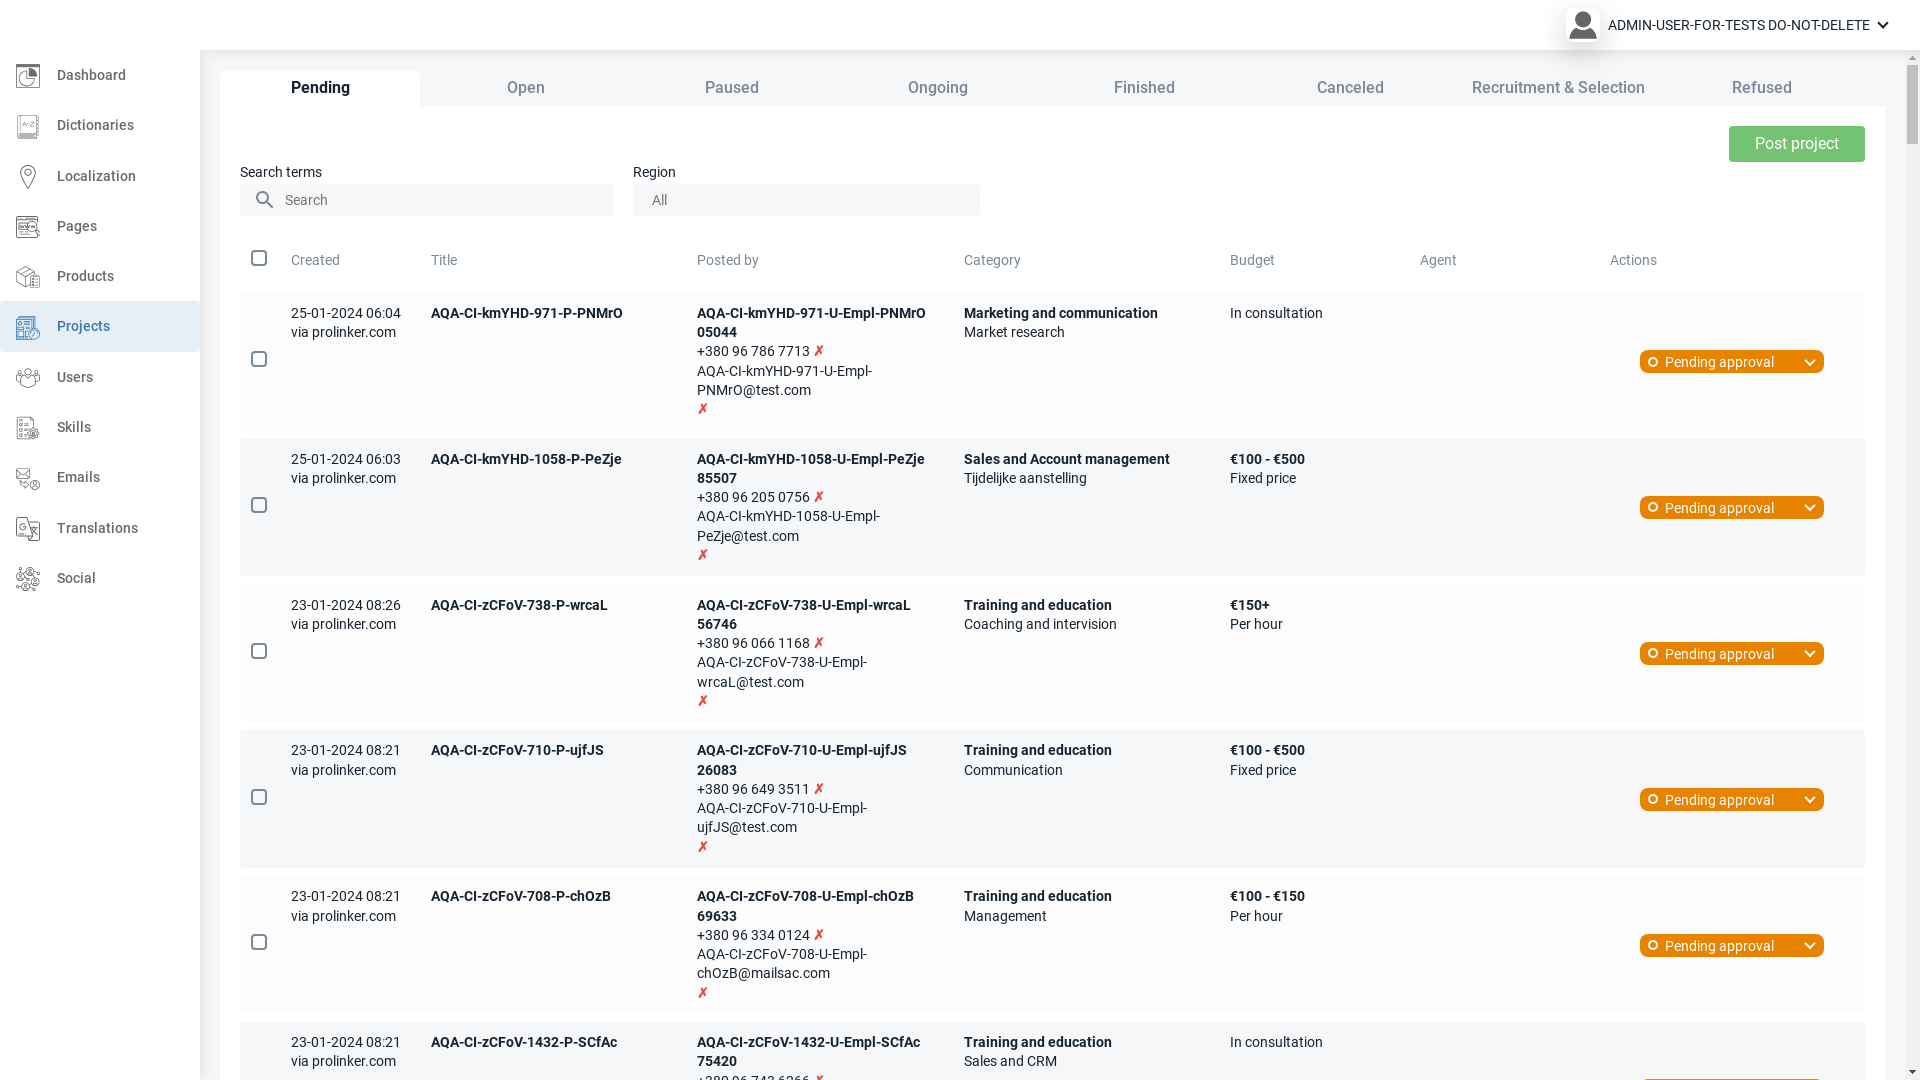 ADMIN-USER-FOR-TESTS DO-NOT-DELETE
Dashboard
Dictionaries
Localization
Pages
Products
Projects
Users
Skills
Emails
Translations
Social
Pending
Open
Paused
Ongoing
Finished
Canceled
Recruitment & Selection
Refused
Post project
Search terms
Region
Search
All
Created
Title
Posted by
Category
Budget
Agent
Actions
25-01-2024 06:04
via prolinker.com
AQA-CI-kmYHD-971-P-PNMrO
AQA-CI-kmYHD-971-U-Empl-PNMrO
05044
+380 96 786 7713 ✗
AQA-CI-kmYHD-971-U-Empl-
PNMrO@test.com
✗
Marketing and communication
Market research
In consultation
Pending approval
25-01-2024 06:03
via prolinker.com
AQA-CI-kmYHD-1058-P-PeZje
AQA-CI-kmYHD-1058-U-Empl-PeZje
85507
+380 96 205 0756 ✗
AQA-CI-kmYHD-1058-U-Empl-
PeZje@test.com
✗
Sales and Account management
Tijdelijke aanstelling
€100 - €500
Fixed price
Pending approval
23-01-2024 08:26
via prolinker.com
AQA-CI-zCFoV-738-P-wrcaL
AQA-CI-zCFoV-738-U-Empl-wrcaL
56746
+380 96 066 1168 ✗
AQA-CI-zCFoV-738-U-Empl-
wrcaL@test.com
✗
Training and education
Coaching and intervision
€150+
Per hour
Pending approval
23-01-2024 08:21
via prolinker.com
AQA-CI-zCFoV-710-P-ujfJS
AQA-CI-zCFoV-710-U-Empl-ujfJS
26083
+380 96 649 3511 ✗
AQA-CI-zCFoV-710-U-Empl-
ujfJS@test.com
✗
Training and education
Communication
€100 - €500
Fixed price
Pending approval
23-01-2024 08:21
via prolinker.com
AQA-CI-zCFoV-708-P-chOzB
AQA-CI-zCFoV-708-U-Empl-chOzB
69633
+380 96 334 0124 ✗
AQA-CI-zCFoV-708-U-Empl-
chOzB@mailsac.com
✗
Training and education
Management
€100 - €150
Per hour
Pending approval
23-01-2024 08:21
via prolinker.com
AQA-CI-zCFoV-1432-P-SCfAc
AQA-CI-zCFoV-1432-U-Empl-SCfAc
75420
Training and education
Sales and CRM
In consultation